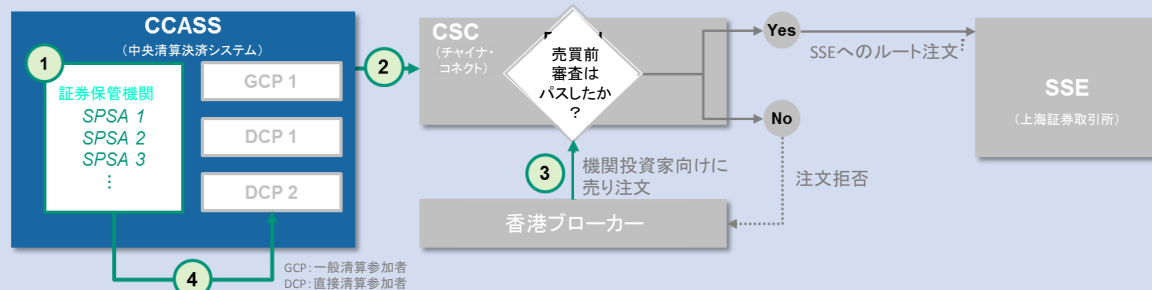 CCASS
（中央清算決済システム）
1
証券保管機関
SPSA 1
SPSA 2
SPSA 3
⋮
GCP 1
DCP 1
DCP 2
2
CSC
（チャイナ・
コネクト）
売買前
審査は
パスしたか
？
Yes
SSEへのルート注文
No
注文拒否
SSE
（上海証券取引所）
3
機関投資家向けに
売り注文
香港ブローカー
4
GCP：一般清算参加者
DCP：直接清算参加者